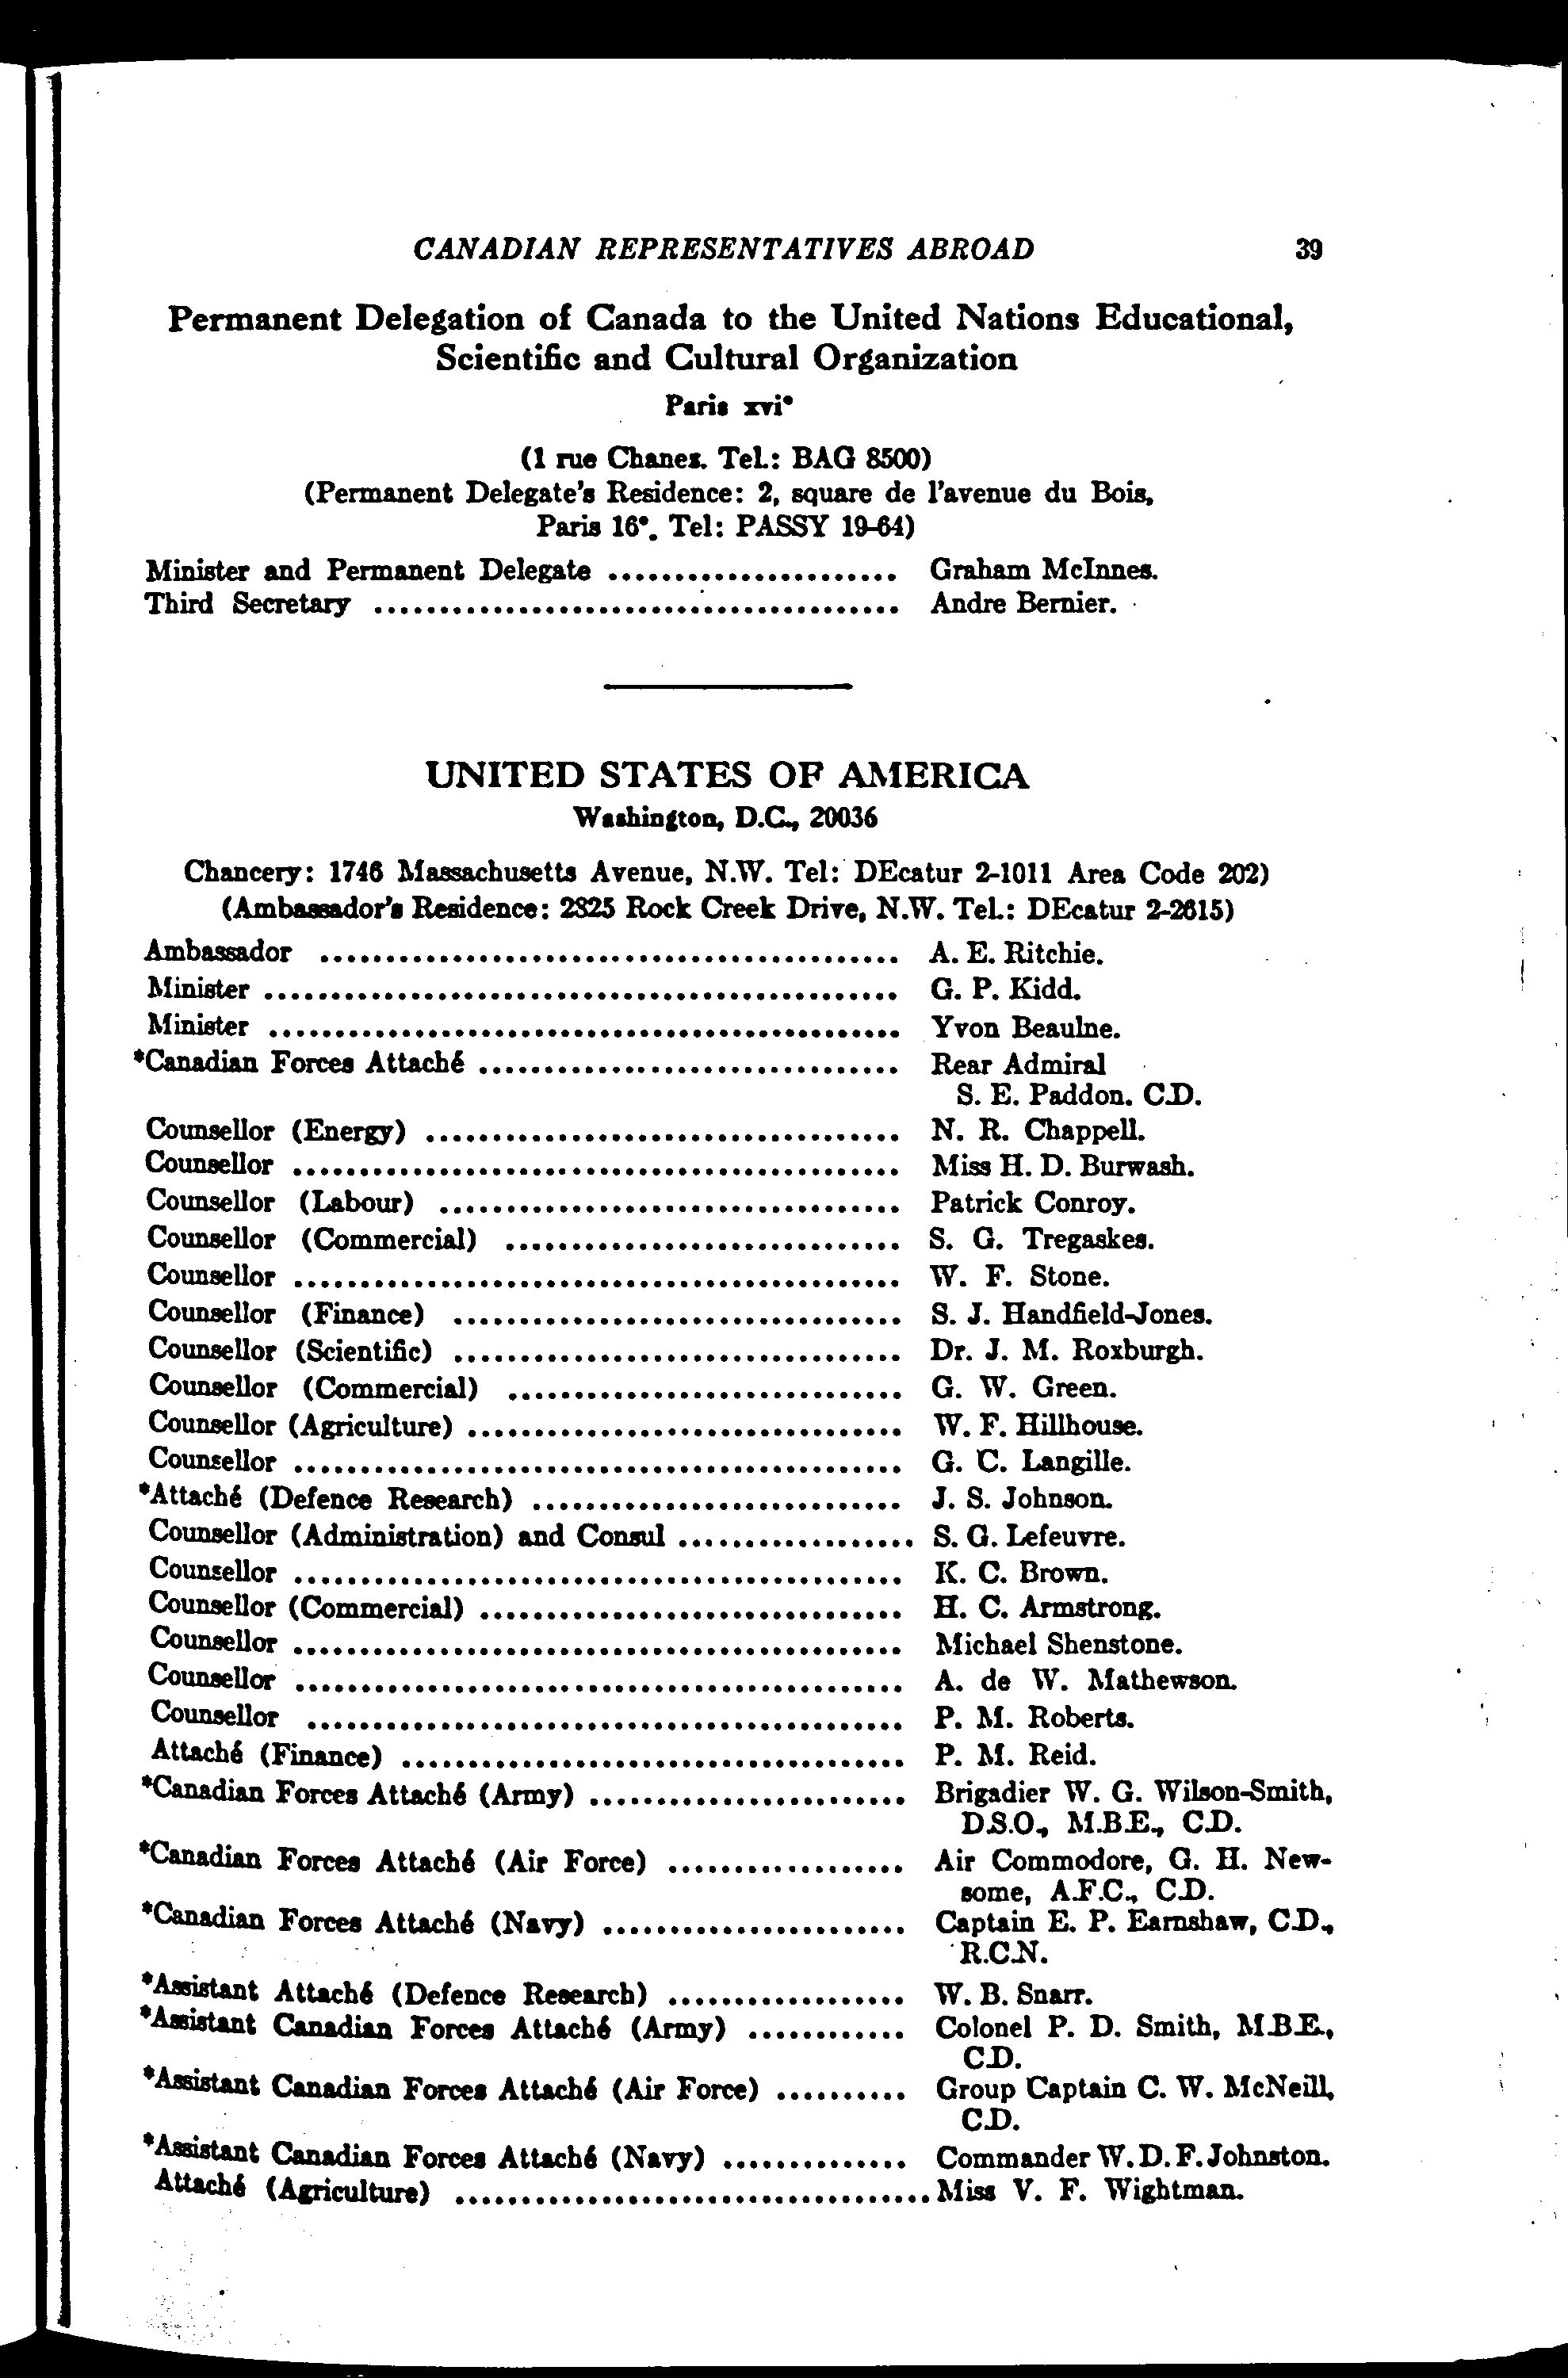 CANADIAN REPRESENTATIVES ABROAD 39
Permanent Delegation of Canada to the United Nations Educational,
Scientific and Cultural Organization
Paris xvie
(1 rue Chanez. Tel.: BAG 8500)
(Permanent Delegate's Residence: 2, square de l'avenue du Bois,
Paris 16e. Tel: PASSY 19-64)
Minister and Permanent Delegate ...................... Graham McInnes.
Third Secretary ........................................ Andre Bernier.
UNITED STATES OF AMERICA
Washington, D.C., 20036
Chancery: 1746 Massachusetts Avenue, N.W. Tel: DEcatur 2-1011 Area Code 202)
(Ambassador's Residence: 2825 Rock Creek Drive, N.W. Tel.: DEcatur 2-2615)
Ambassador ............................................ A. E. Ritchie.
Minister ................................................ G. P. Kidd.
Minister ................................................ Yvon Beaulne.
*Canadian Forces Attaché ................................ Rear Admiral
S. E. Paddon. C.D.
Counsellor (Energy) .................................... N. R. Chappell.
Counsellor .............................................. Miss H. D. Burwash.
Counsellor (Labour) ................................... Patrick Conroy.
Counsellor (Commercial) .............................. S. G. Tregaskes.
Counsellor .............................................. W. F. Stone.
Counsellor (Finance) .................................. S. J. Handfield-Jones.
Counsellor (Scientific) .................................. Dr. J. M. Roxburgh.
Counsellor (Commercial) .............................. G. W. Green.
Counsellor (Agriculture) ................................. W. F. Hillhouse.
Counsellor .............................................. G. C. Langille.
*Attaché (Defence Research) ............................ J. S. Johnson.
Counsellor (Administration) and Consul .................. S. G. Lefeuvre.
Counsellor .............................................. K. C. Brown.
Counsellor (Commercial) ................................ H. C. Armstrong.
Counsellor .............................................. Michael Shenstone.
Counsellor .............................................. A. de W. Mathewson.
Counsellor ............................................. P. M. Roberts.
Attaché (Finance) ...................................... P. M. Reid.
*Canadian Forces Attaché (Army) ........................ Brigadier W. G. Wilson-Smith,
D.S.O., M.B.E., C.D.
*Canadian Forces Attaché (Air Force) .................. Air Commodore, G. H. New-
some, A.F.C., C.D.
*Canadian Forces Attaché (Navy) ....................... Captain E. P. Earnshaw, C.D.,
R.C.N.
*Assistant Attaché (Defence Research) .................. W. B. Snarr.
*Assistant Canadian Forces Attaché (Army) ............ Colonel P. D. Smith, M.B.E.,
C.D.
*Assistant Canadian Forces Attaché (Air Force) .......... Group Captain C. W. McNeill,
C.D.
*Assistant Canadian Forces Attaché (Navy) .............. Commander W. D. F. Johnston.
Attaché (Agriculture) .................................... Miss V. F. Wightman.